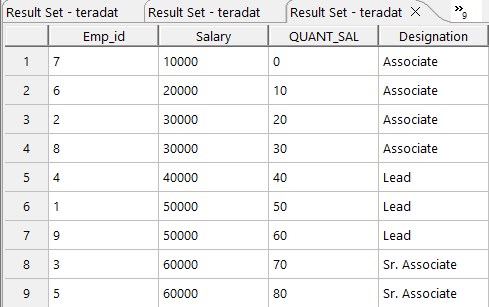 Result Set - teradat Result Set - teradat Result Set - teradat × »9
Emp_id Salary QUANT_SAL Designation
1 7 10000 0 Associate
2 6 20000 10 Associate
3 2 30000 20 Associate
4 8 30000 30 Associate
5 4 40000 40 Lead
6 1 50000 50 Lead
7 9 50000 60 Lead
8 3 60000 70 Sr. Associate
9 5 60000 80 Sr. Associate